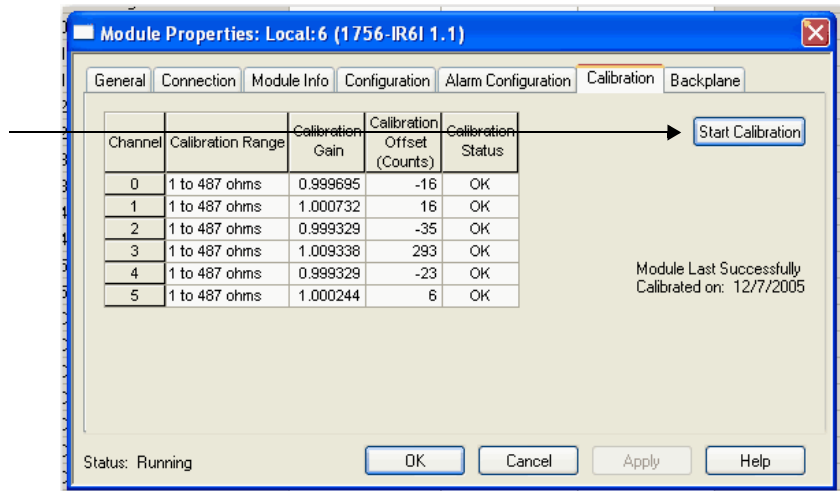 Module Properties: Local:6 (1756-IR6I 1.1)
General Connection Module Info Configuration Alarm Configuration Calibration Backplane
Channel Calibration Range Calibration Gain Calibration Offset (Counts) Calibration Status
0 1 to 487 ohms 0.999695 -16 OK
1 1 to 487 ohms 1.000732 16 OK
2 1 to 487 ohms 0.999329 -35 OK
3 1 to 487 ohms 1.009338 293 OK
4 1 to 487 ohms 0.999329 -23 OK
5 1 to 487 ohms 1.000244 6 OK
Start Calibration
Module Last Successfully
Calibrated on: 12/7/2005
Status: Running
OK Cancel Apply Help